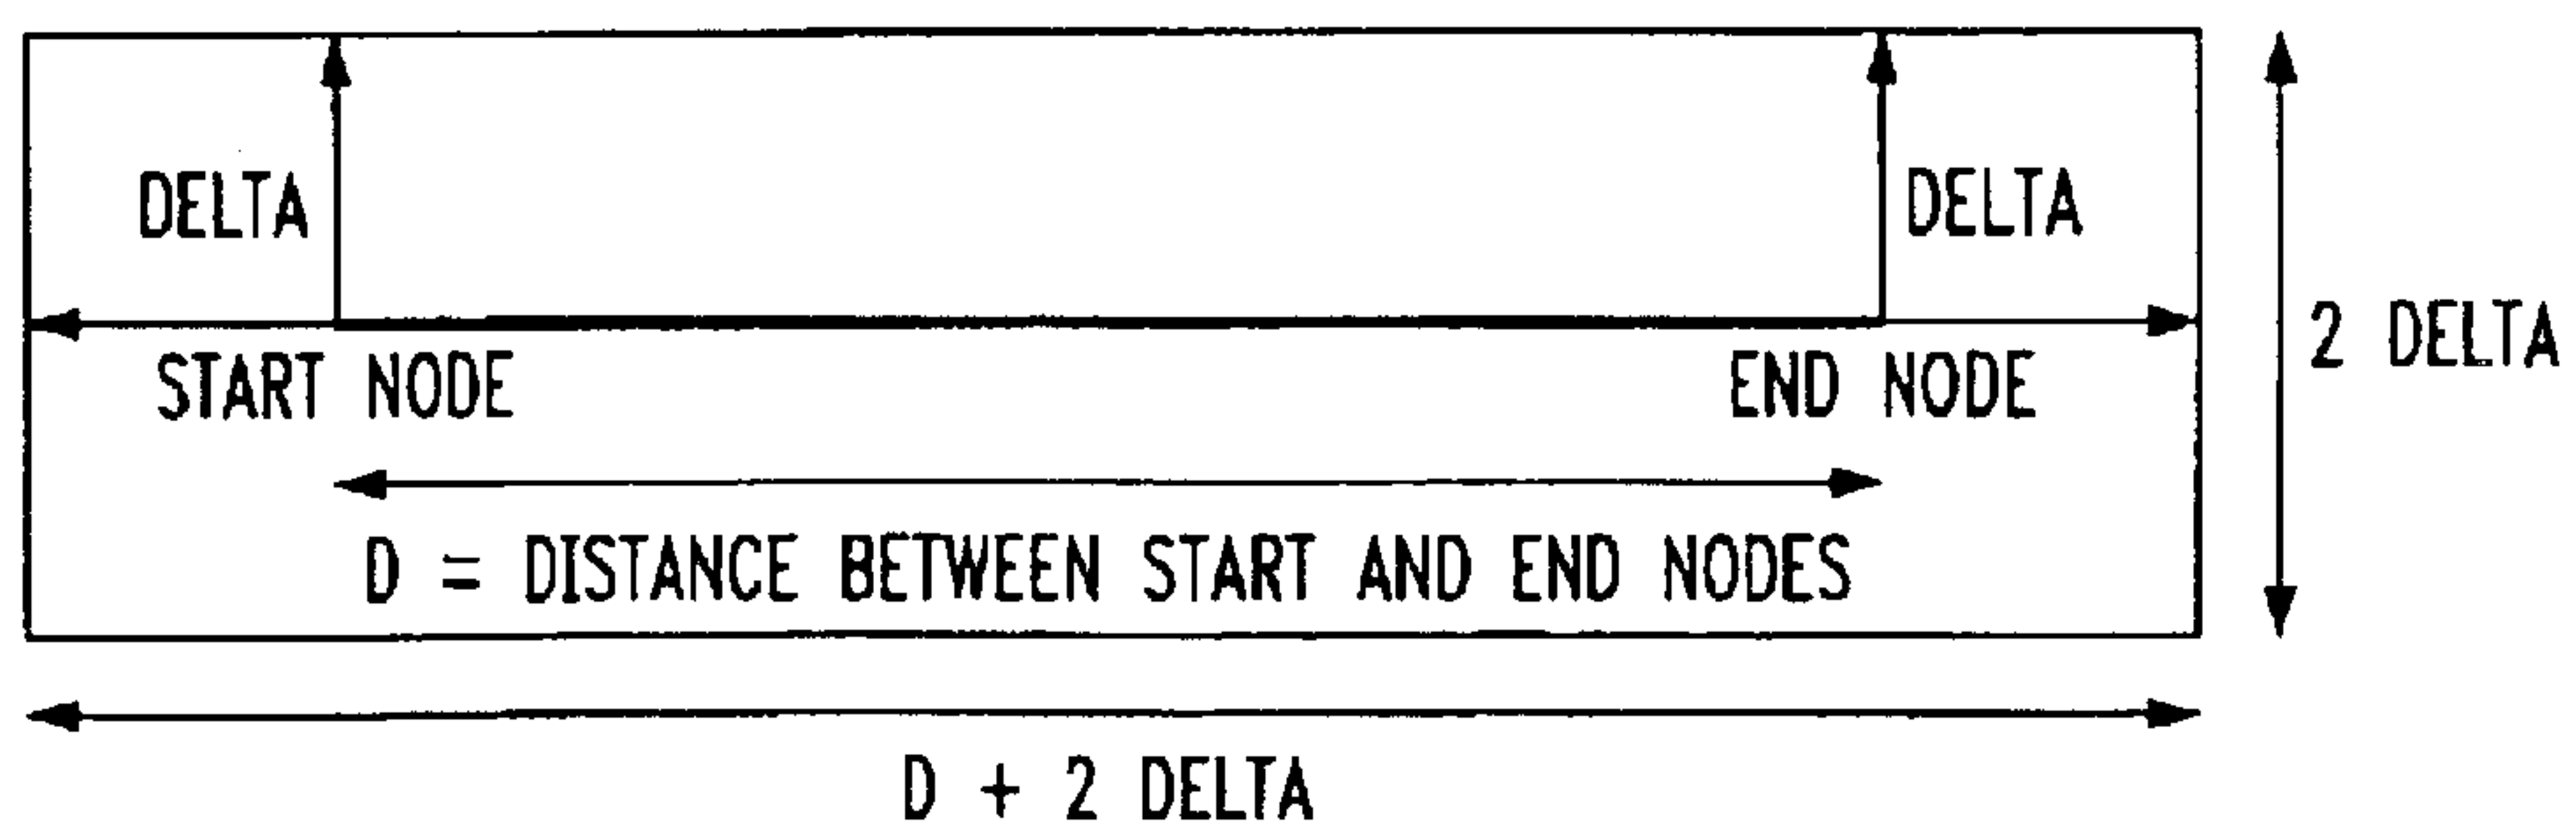 DELTA
DELTA
2 DELTA
START NODE
END NODE
D = DISTANCE BETWEEN START AND END NODES
D + 2 DELTA